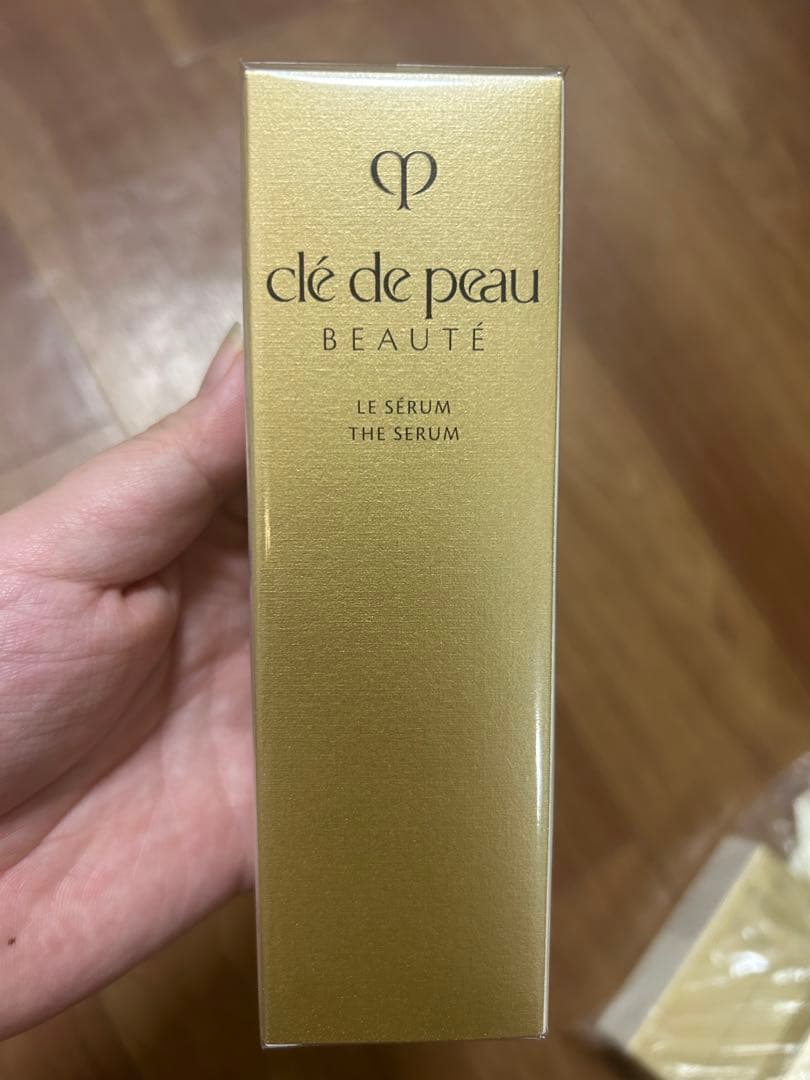 clé de peau
BEAUTÉ
LE SÉRUM
THE SERUM